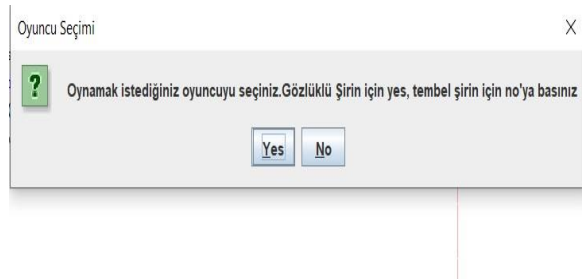 Oyuncu Seçimi
Oynamak istediğiniz oyuncuyu seçiniz.Gözlüklü Şirin için yes, tembel şirin için no'ya basınız
Yes No